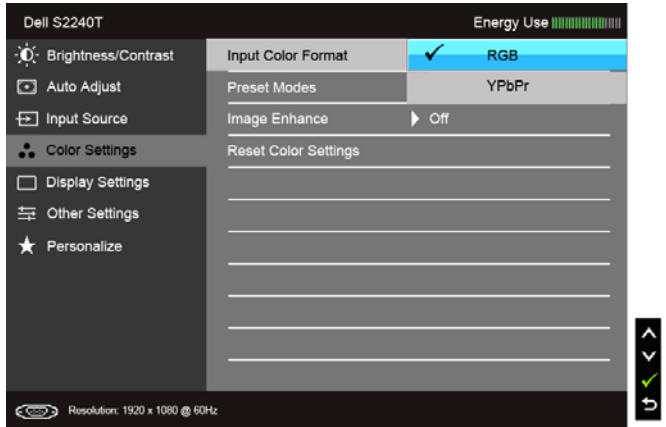 Dell S2240T Energy Use
Brightness/Contrast Input Color Format RGB
Auto Adjust Preset Modes YPbPr
Input Source Image Enhance Off
Color Settings Reset Color Settings
Display Settings
Other Settings
Personalize
Resolution: 1920 x 1080 @ 60Hz